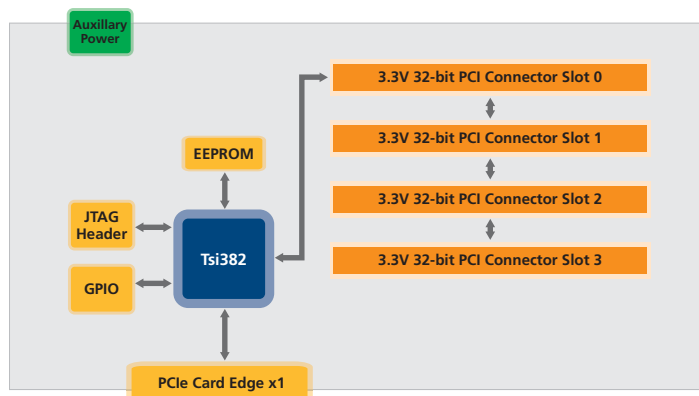 Auxillary
Power
3.3V 32-bit PCI Connector Slot 0
3.3V 32-bit PCI Connector Slot 1
EEPROM
3.3V 32-bit PCI Connector Slot 2
JTAG
Header
Tsi382
3.3V 32-bit PCI Connector Slot 3
GPIO
PCIe Card Edge x1